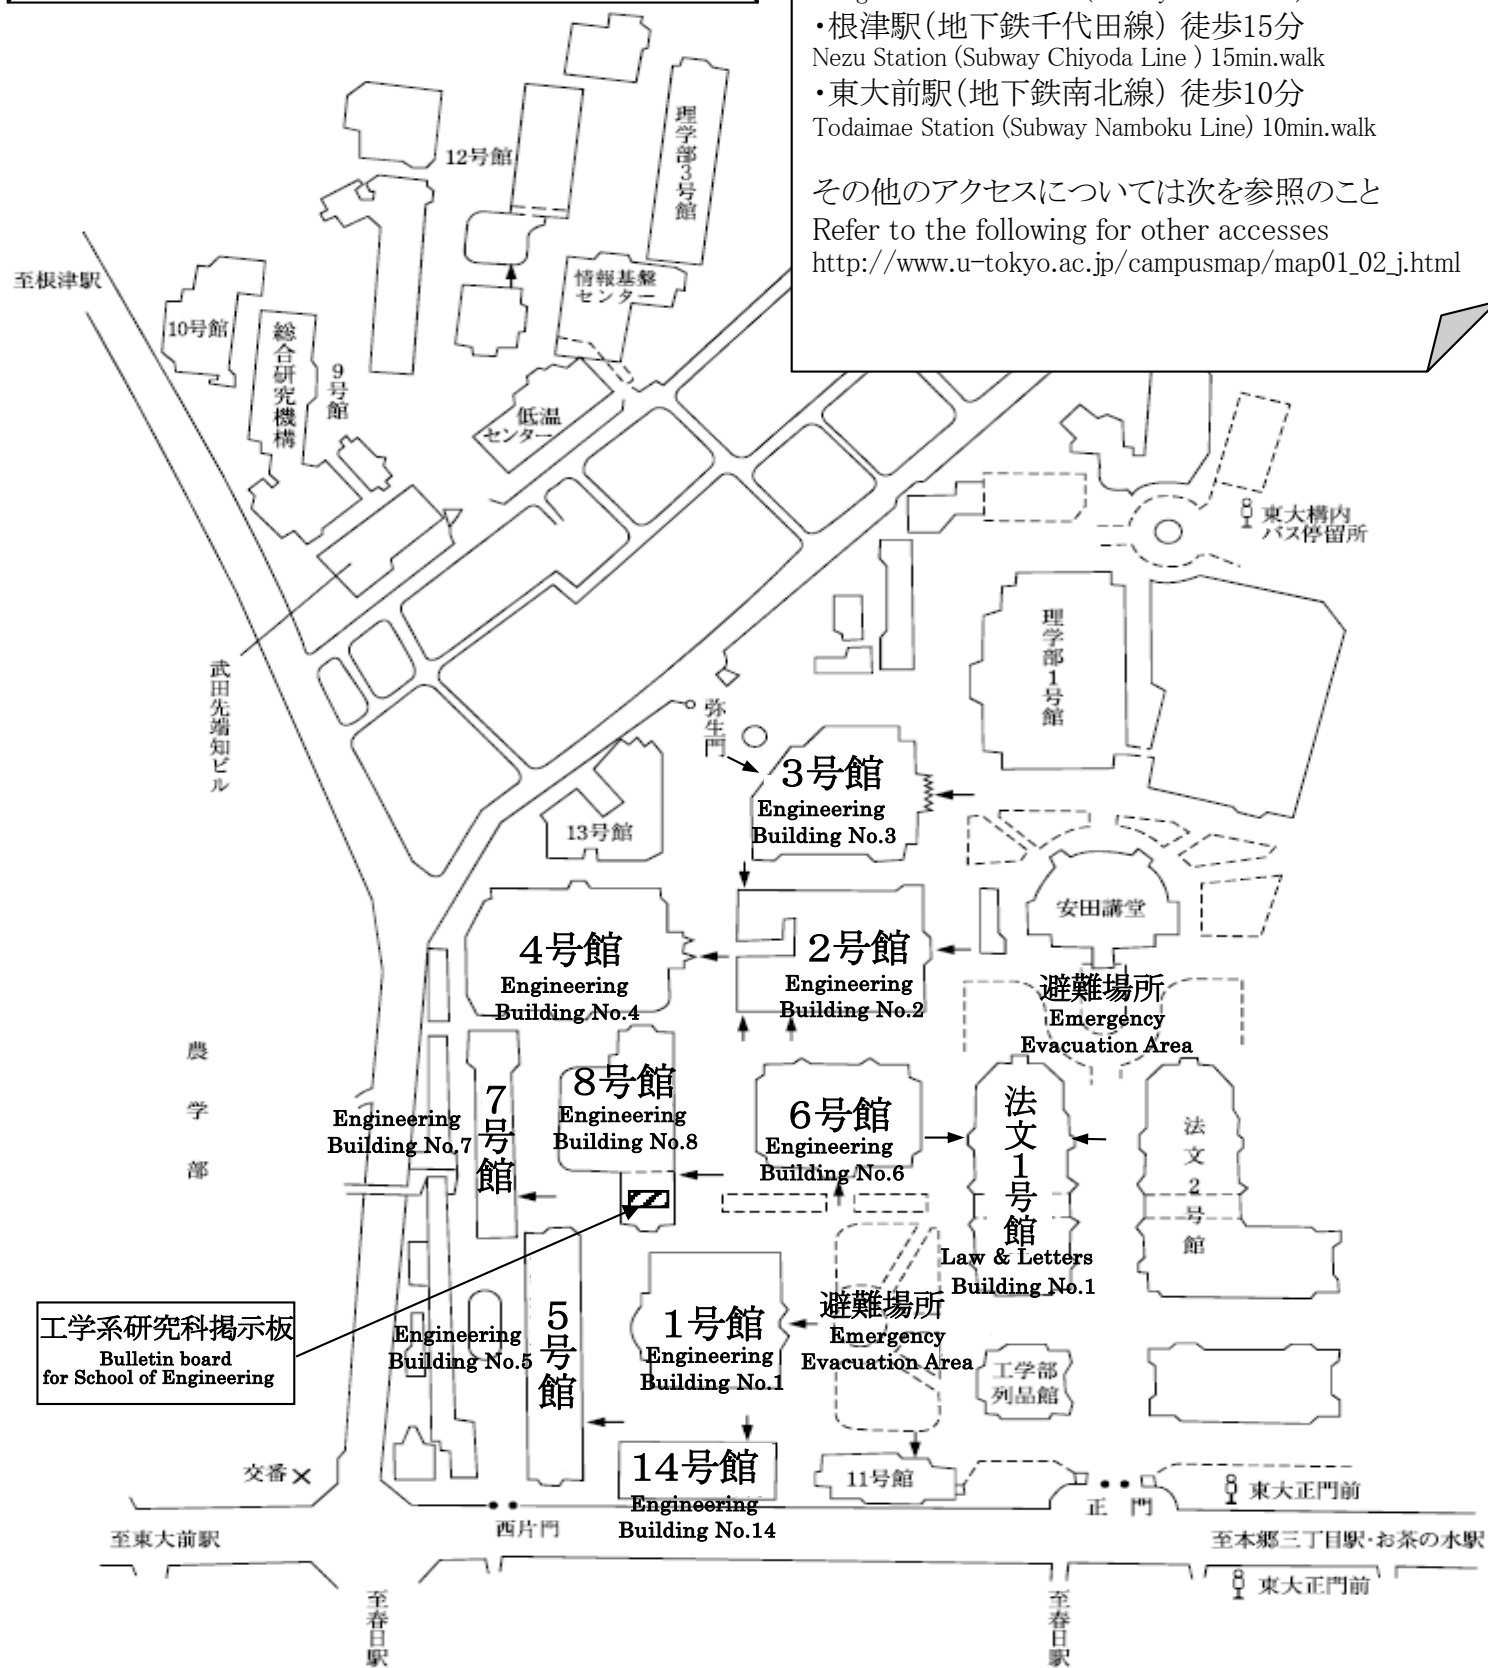 ・根津駅(地下鉄千代田線) 徒歩15分
Nezu Station (Subway Chiyoda Line ) 15min.walk
・東大前駅(地下鉄南北線) 徒歩10分
Todaimae Station (Subway Namboku Line) 10min.walk
その他のアクセスについては次を参照のこと
Refer to the following for other accesses
http://www.u-tokyo.ac.jp/campusmap/map01_02_j.html
理学部3号館
12号館
至根津駅
情報基盤
センター
10号館
総合研究機構
9号館
低温
センター
東大構内
バス停留所
理学部1号館
武田先端知ビル
弥生門
3号館
Engineering
Building No.3
13号館
安田講堂
4号館
Engineering
Building No.4
2号館
Engineering
Building No.2
避難場所
Emergency
Evacuation Area
農学部
7号館
Engineering
Building No.7
8号館
Engineering
Building No.8
6号館
Engineering
Building No.6
法文1号館
Law & Letters
Building No.1
法文2号館
工学系研究科掲示板
Bulletin board
for School of Engineering
5号館
Engineering
Building No.5
1号館
Engineering
Building No.1
避難場所
Emergency
Evacuation Area
工学部
列品館
14号館
Engineering
Building No.14
11号館
交番
西片門
正門
東大正門前
至東大前駅
至本郷三丁目駅・お茶の水駅
東大正門前
至春日駅
至春日駅